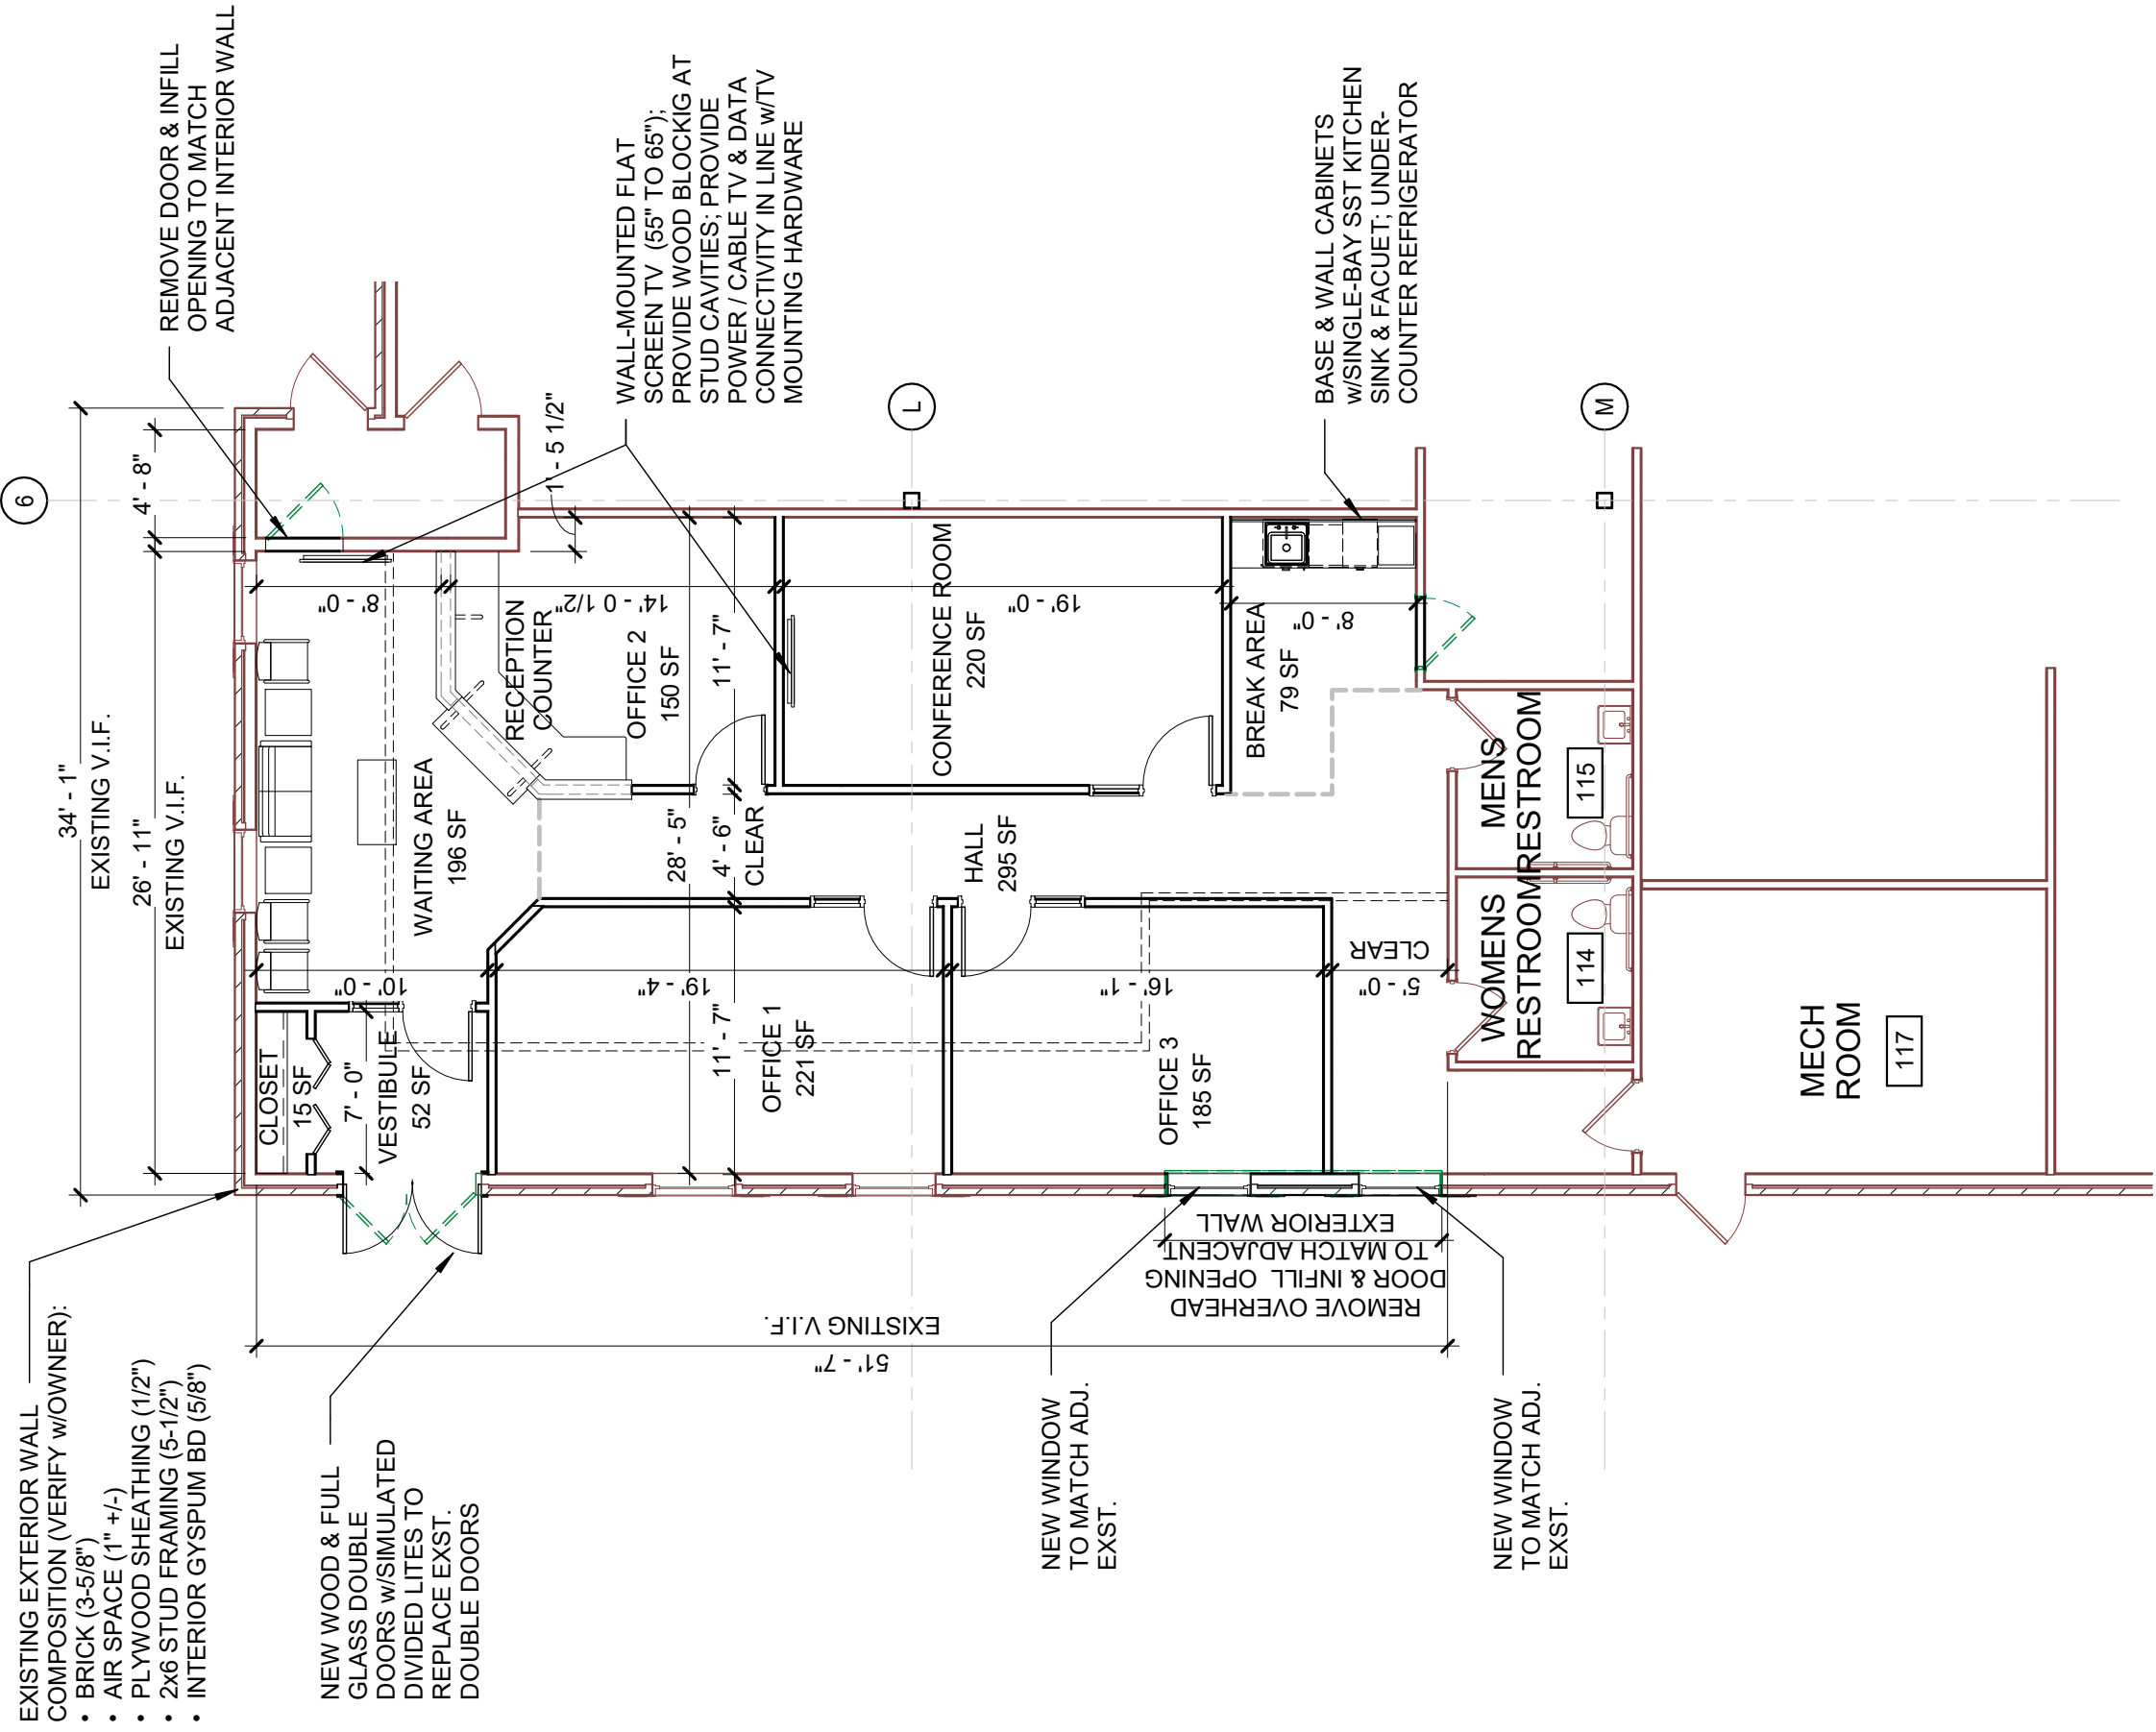 EXISTING EXTERIOR WALL
COMPOSITION (VERIFY w/OWNER):
• BRICK (3-5/8")
• AIR SPACE (1" +/-)
• PLYWOOD SHEATHING (1/2")
• 2x6 STUD FRAMING (5-1/2")
• INTERIOR GYSPUM BD (5/8")
NEW WOOD & FULL
GLASS DOUBLE
DOORS w/SIMULATED
DIVIDED LITES TO
REPLACE EXST.
DOUBLE DOORS
NEW WINDOW
TO MATCH ADJ.
EXST.
NEW WINDOW
TO MATCH ADJ.
EXST.
51' - 7"
EXISTING V.I.F.
REMOVE OVERHEAD
DOOR & INFILL OPENING
TO MATCH ADJACENT
EXTERIOR WALL
34' - 1"
EXISTING V.I.F.
26' - 11"
EXISTING V.I.F.
4' - 8"
6
REMOVE DOOR & INFILL
OPENING TO MATCH
ADJACENT INTERIOR WALL
WALL-MOUNTED FLAT
SCREEN TV (55" TO 65");
PROVIDE WOOD BLOCKIG AT
STUD CAVITIES; PROVIDE
POWER / CABLE TV & DATA
CONNECTIVITY IN LINE w/TV
MOUNTING HARDWARE
BASE & WALL CABINETS
w/SINGLE-BAY SST KITCHEN
SINK & FACUET; UNDER-
COUNTER REFRIGERATOR
L
M
CLOSET
15 SF
7' - 0"
VESTIBULE
52 SF
10' - 0"
WAITING AREA
196 SF
8' - 0"
RECEPTION
COUNTER
14' - 0 1/2"
1' - 5 1/2"
OFFICE 2
150 SF
28' - 5"
11' - 7"
4' - 6"
CLEAR
11' - 7"
19' - 4"
OFFICE 1
221 SF
CONFERENCE ROOM
220 SF
19' - 0"
HALL
295 SF
16' - 1"
OFFICE 3
185 SF
BREAK AREA
79 SF
8' - 0"
5' - 0"
CLEAR
WOMENS
RESTROOM
114
MENS
RESTROOM
115
MECH
ROOM
117